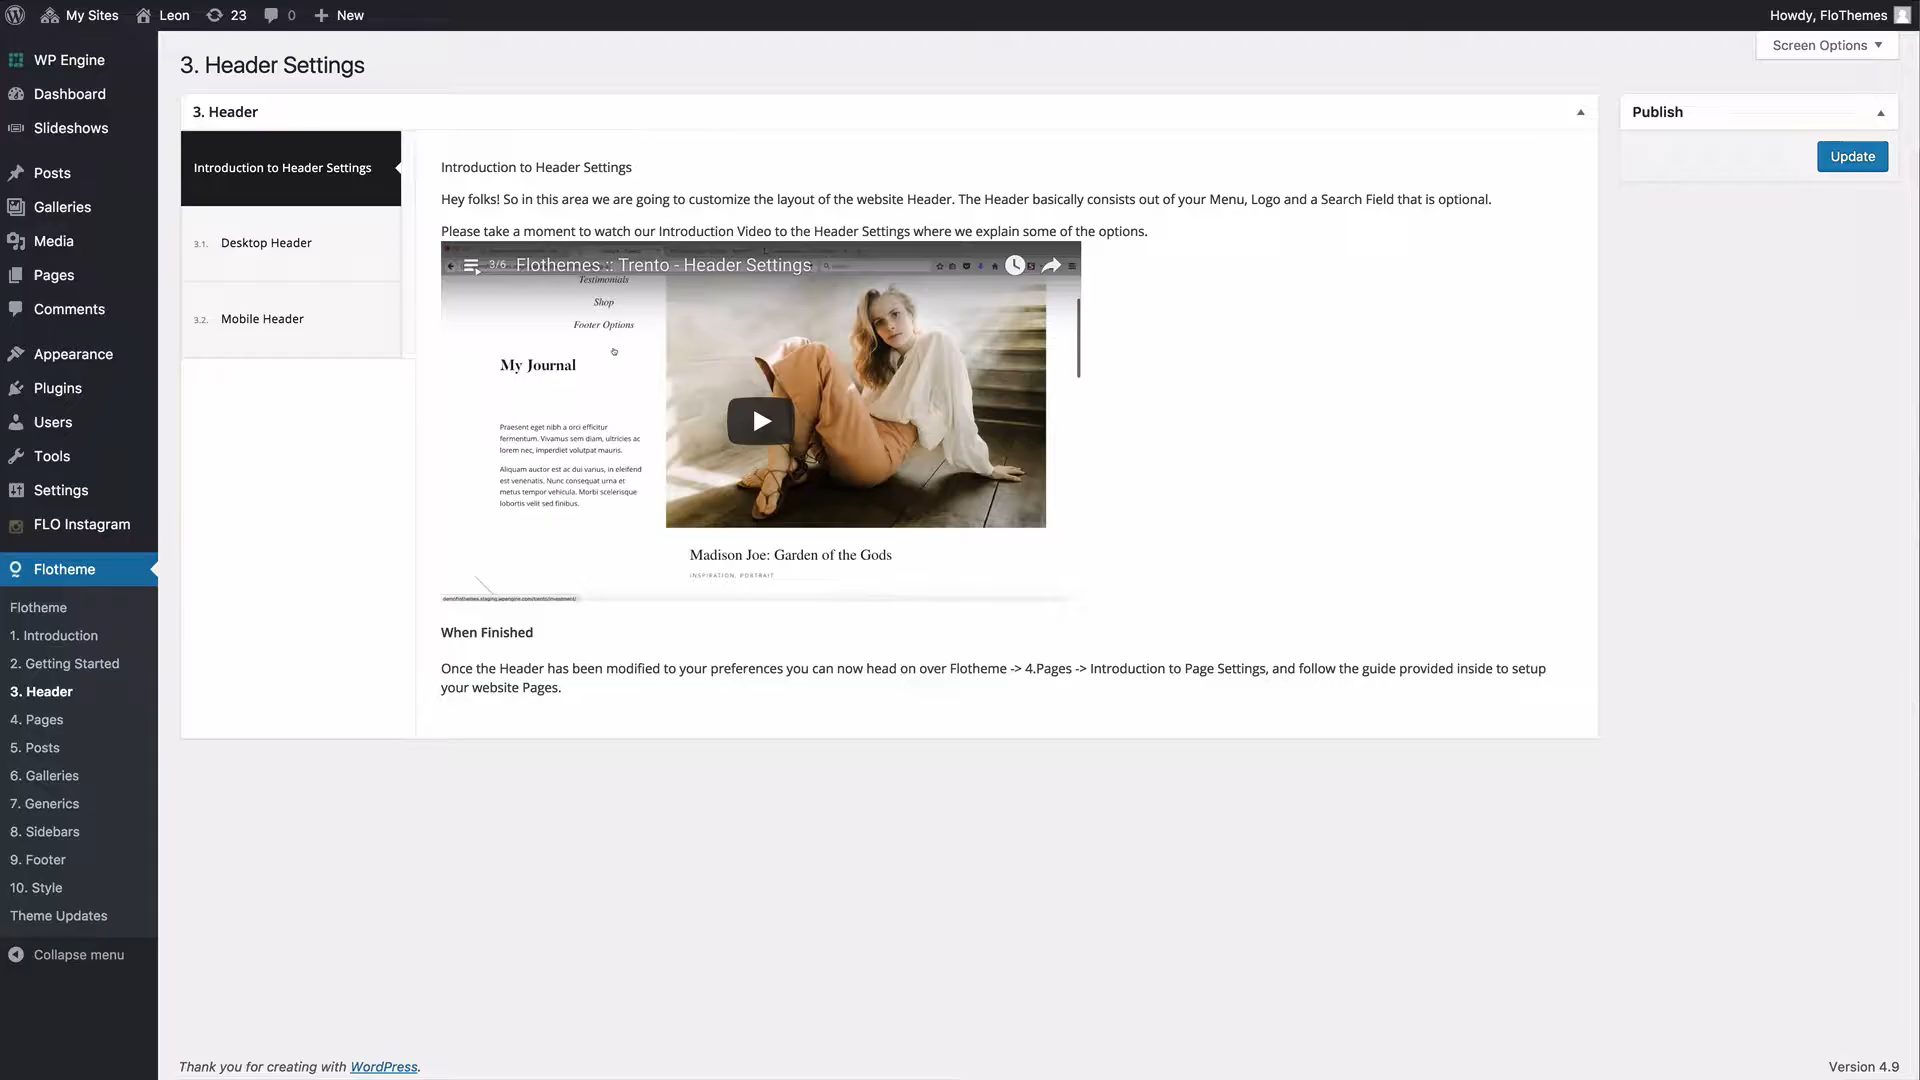 My Sites Leon 23 0 New Howdy, FloThemes
Screen Options ▼
WP Engine
Dashboard
Slideshows
Posts
Galleries
Media
Pages
Comments
Appearance
Plugins
Users
Tools
Settings
FLO Instagram
Flotheme
Flotheme
1. Introduction
2. Getting Started
3. Header
4. Pages
5. Posts
6. Galleries
7. Generics
8. Sidebars
9. Footer
10. Style
Theme Updates
Collapse menu
3. Header Settings
3. Header
Introduction to Header Settings
3.1. Desktop Header
3.2. Mobile Header
Introduction to Header Settings
Hey folks! So in this area we are going to customize the layout of the website Header. The Header basically consists out of your Menu, Logo and a Search Field that is optional.
Please take a moment to watch our Introduction Video to the Header Settings where we explain some of the options.
3/6 Flothemes :: Trento - Header Settings
Testimonials
Shop
Footer Options
My Journal
Praesent eget nibh a orci efficitur
fermentum. Vivamus sem diam, ultricies ac
lorem nec, imperdiet volutpat mauris.
Aliquam auctor est ac dui varius, in eleifend
est venenatis. Nunc consequat urna et
metus tempor vehicula. Morbi scelerisque
lobortis velit sed finibus.
Madison Joe: Garden of the Gods
INSPIRATION, PORTRAIT
When Finished
Once the Header has been modified to your preferences you can now head on over Flotheme -> 4.Pages -> Introduction to Page Settings, and follow the guide provided inside to setup
your website Pages.
Publish
Update
Thank you for creating with WordPress.
Version 4.9